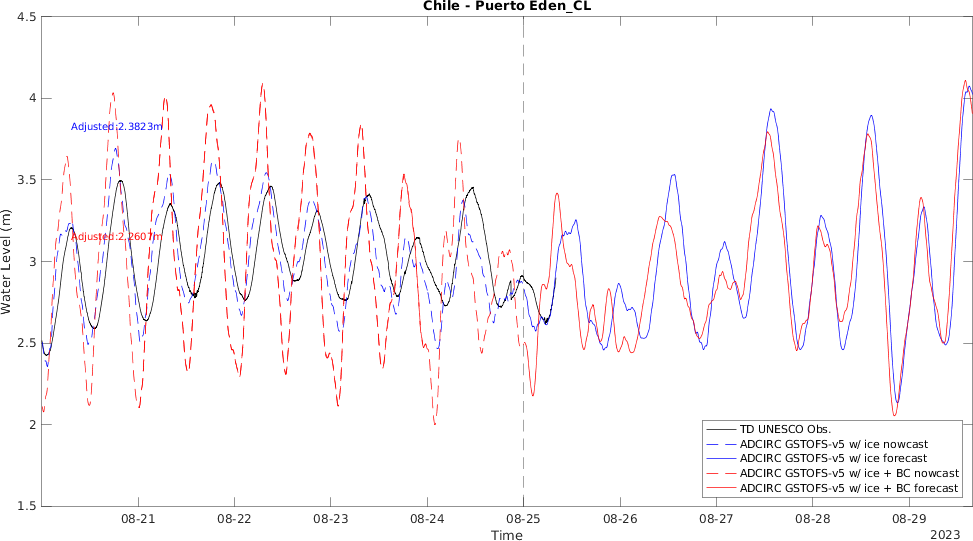 Chile - Puerto Eden_CL
4.5
4
3.5
3
2.5
2
1.5
Water Level (m)
Adjusted:2.3823m
Adjusted:2.2607m
TD UNESCO Obs.
ADCIRC GSTOFS-v5 w/ ice nowcast
ADCIRC GSTOFS-v5 w/ ice forecast
ADCIRC GSTOFS-v5 w/ ice + BC nowcast
ADCIRC GSTOFS-v5 w/ ice + BC forecast
08-21 08-22 08-23 08-24 08-25 08-26 08-27 08-28 08-29
Time
2023